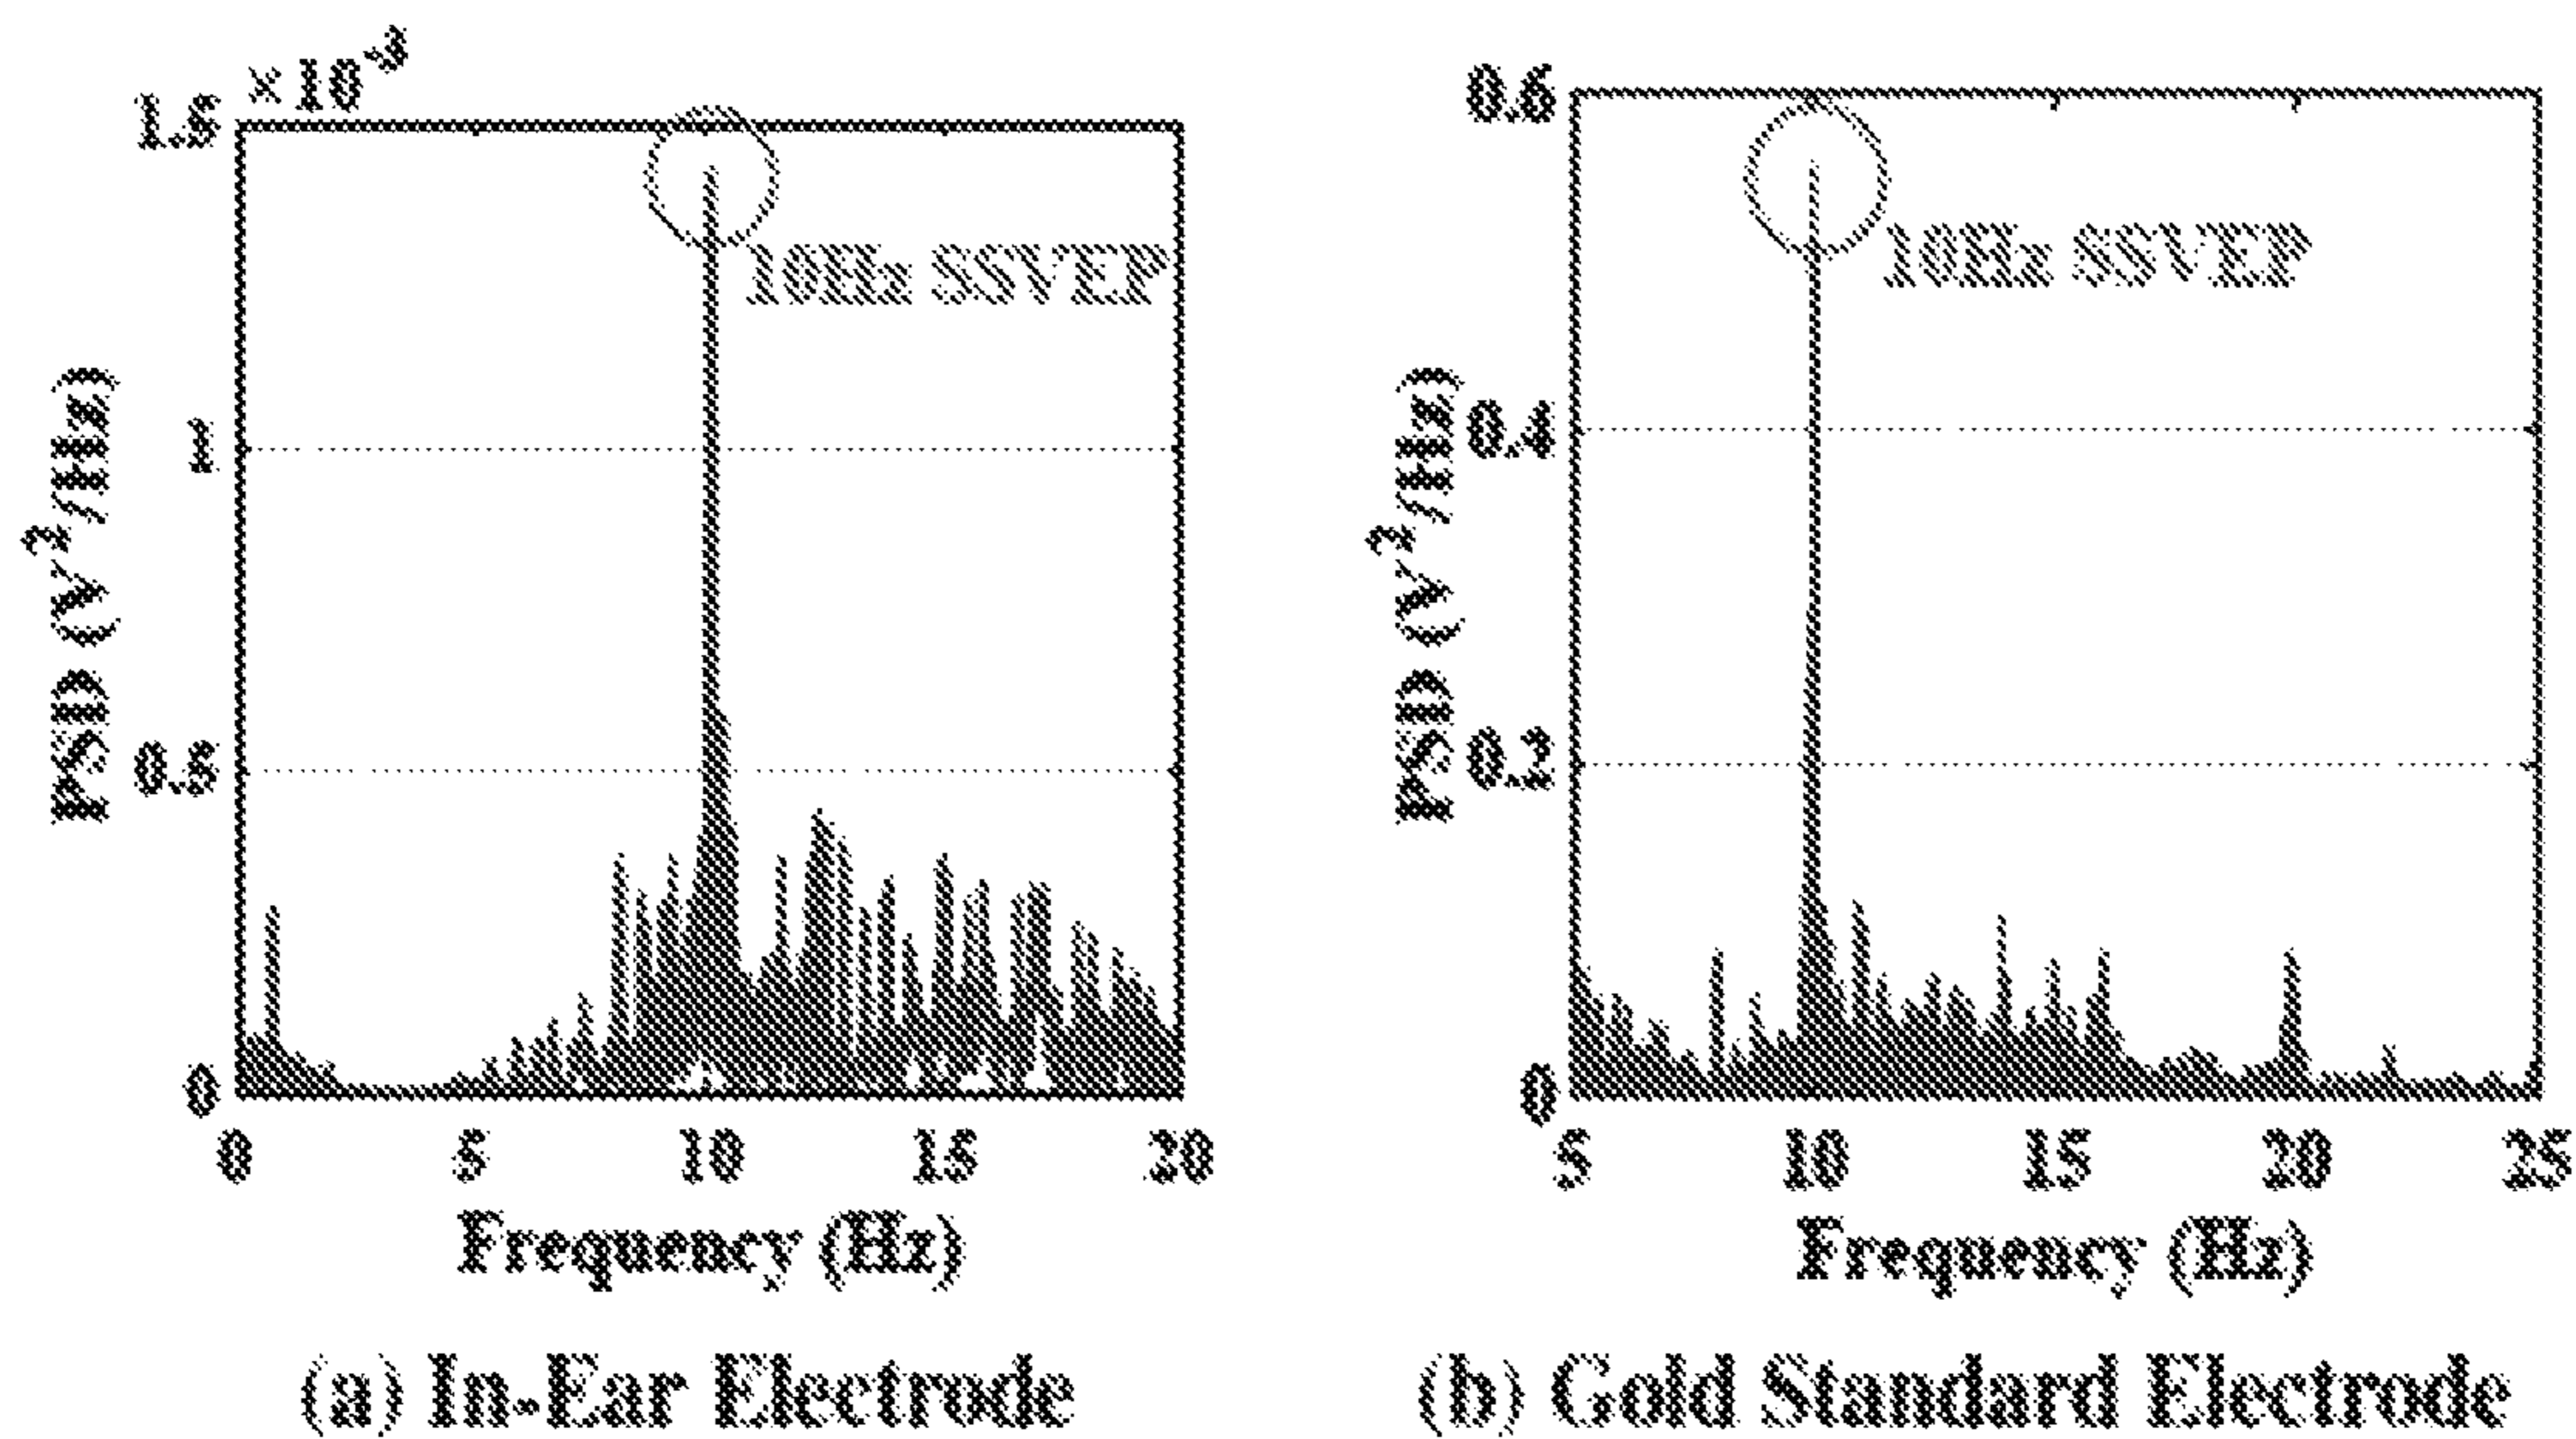 ×10⁻³
1.5
1
0.5
0
PSD (V²/Hz)
10Hz SSVEP
0 5 10 15 20
Frequency (Hz)
(a) In-Ear Electrode
0.6
0.4
0.2
0
PSD (V²/Hz)
10Hz SSVEP
5 10 15 20 25
Frequency (Hz)
(b) Gold Standard Electrode